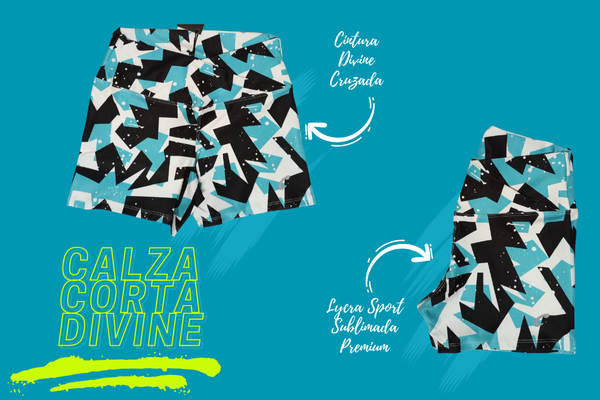 Cintura
Divine
Cruzada
CALZA
CORTA
DIVINE
Lycra Sport
Sublimada
Premium